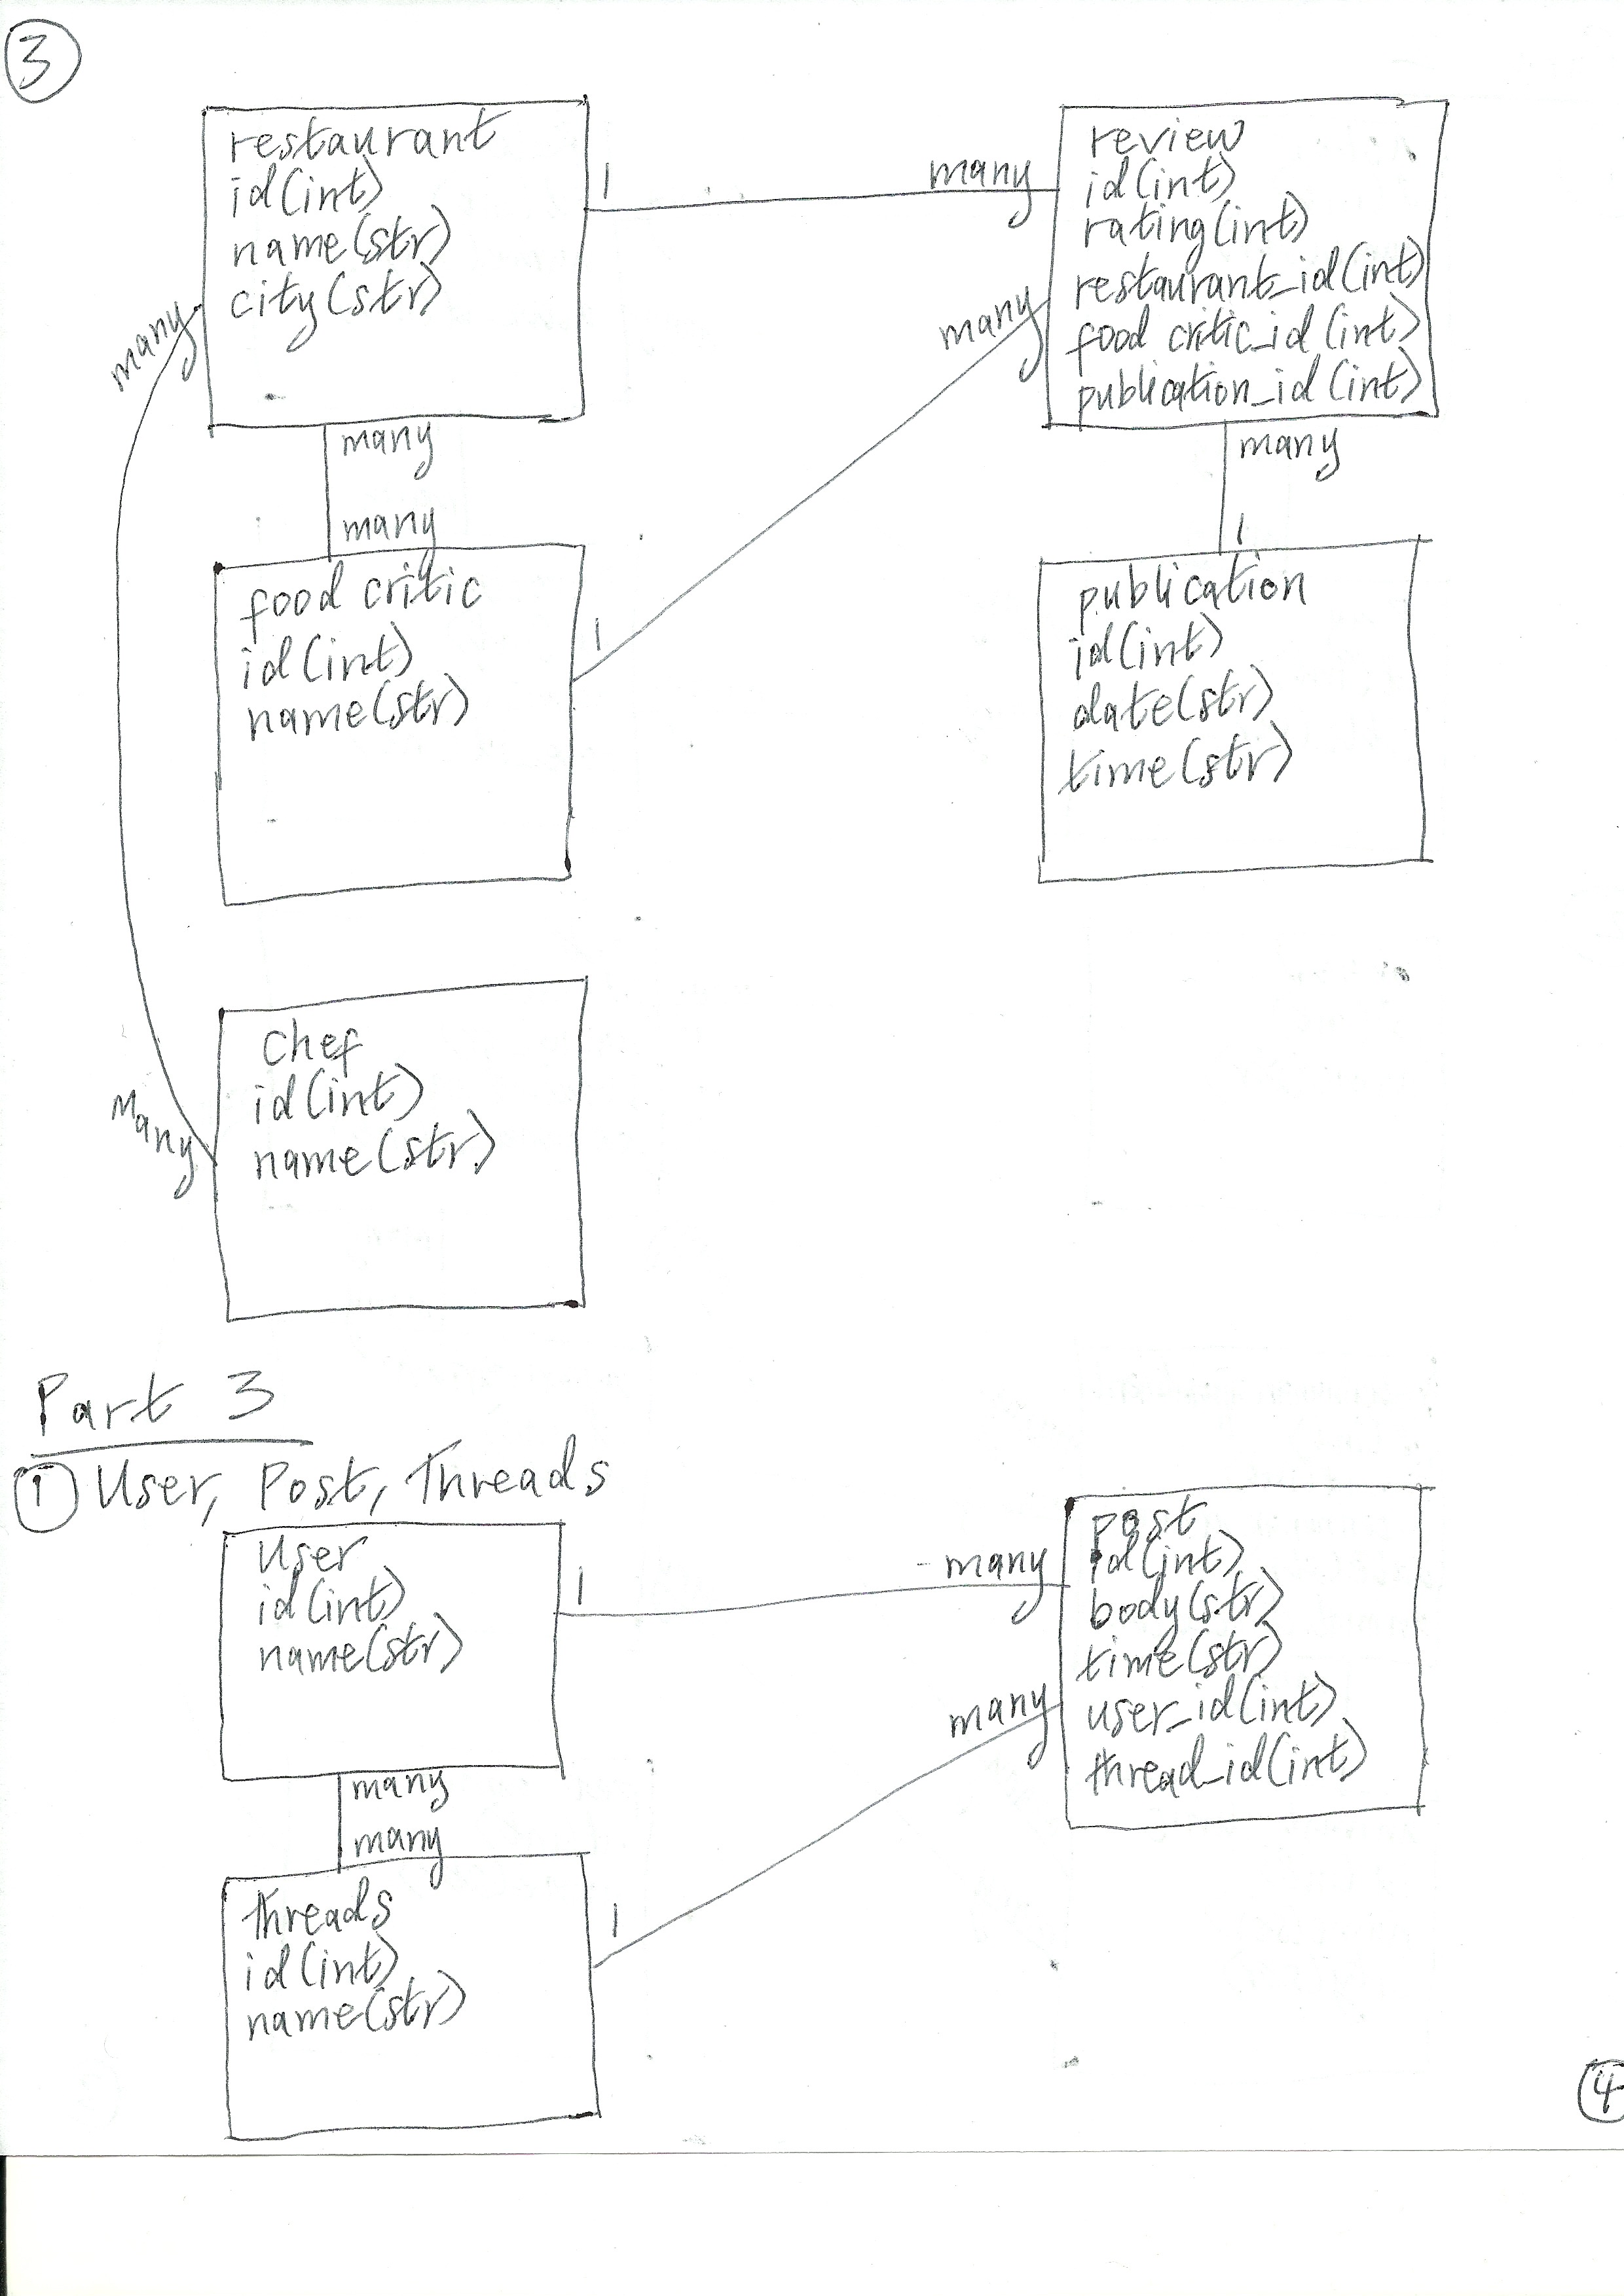 3
restaurant
id(int)
name(str)
city(str)
1
many
review
id(int)
rating(int)
restaurant_id(int)
food critic_id(int)
publication_id(int)
many
many
many
many
many
1
food critic
id(int)
name(str)
1
publication
id(int)
date(str)
time(str)
chef
id(int)
name(str)
many
Part 3
1 User, Post, Threads
user
id(int)
name(str)
1
many
post
id(int)
body(str)
time(str)
user_id(int)
thread_id(int)
many
many
many
threads
id(int)
name(str)
1
4